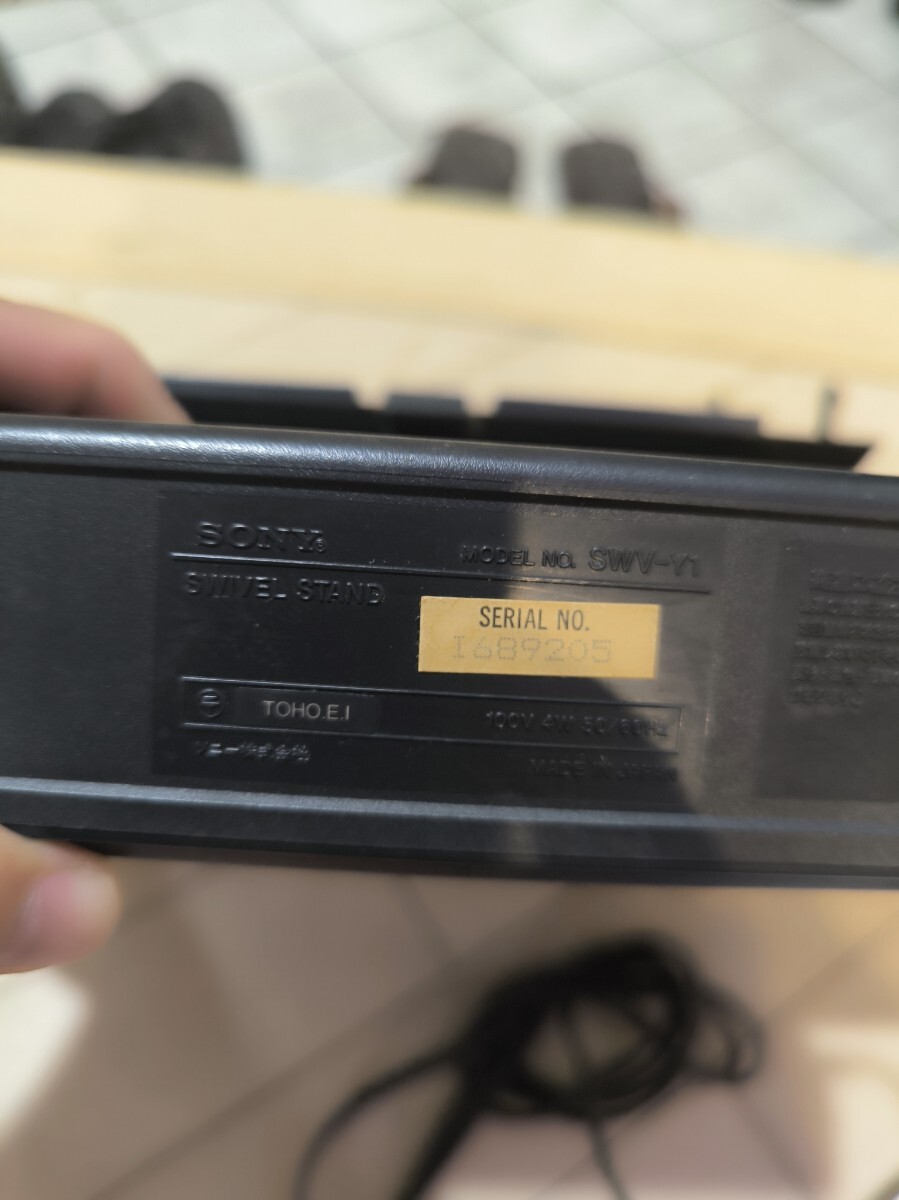 SONY®
MODEL NO. SWV-Y1
SWIVEL STAND
SERIAL NO.
I689205
TOHO.E.I
100V 4W 50/60Hz
ソニー株式会社
MADE IN JAPAN